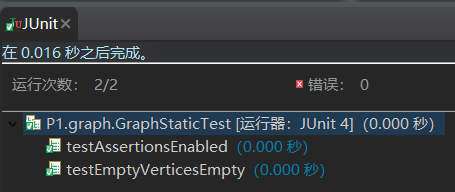 JUnit
在 0.016 秒之后完成。
运行次数： 2/2 错误： 0
P1.graph.GraphStaticTest [运行器：JUnit 4] (0.000 秒)
testAssertionsEnabled (0.000 秒)
testEmptyVerticesEmpty (0.000 秒)